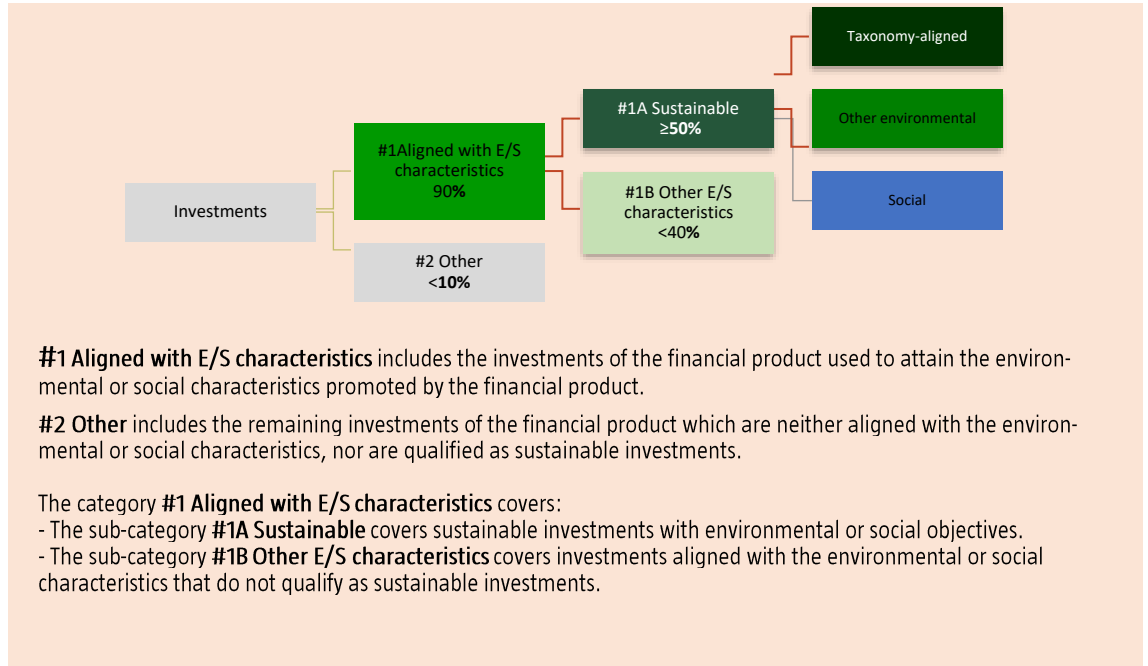 Taxonomy-aligned
#1A Sustainable
≥50%
Other environmental
#1Aligned with E/S
characteristics
90%
#1B Other E/S
characteristics
<40%
Social
Investments
#2 Other
<10%
#1 Aligned with E/S characteristics includes the investments of the financial product used to attain the environ-
mental or social characteristics promoted by the financial product.
#2 Other includes the remaining investments of the financial product which are neither aligned with the environ-
mental or social characteristics, nor are qualified as sustainable investments.
The category #1 Aligned with E/S characteristics covers:
- The sub-category #1A Sustainable covers sustainable investments with environmental or social objectives.
- The sub-category #1B Other E/S characteristics covers investments aligned with the environmental or social
characteristics that do not qualify as sustainable investments.